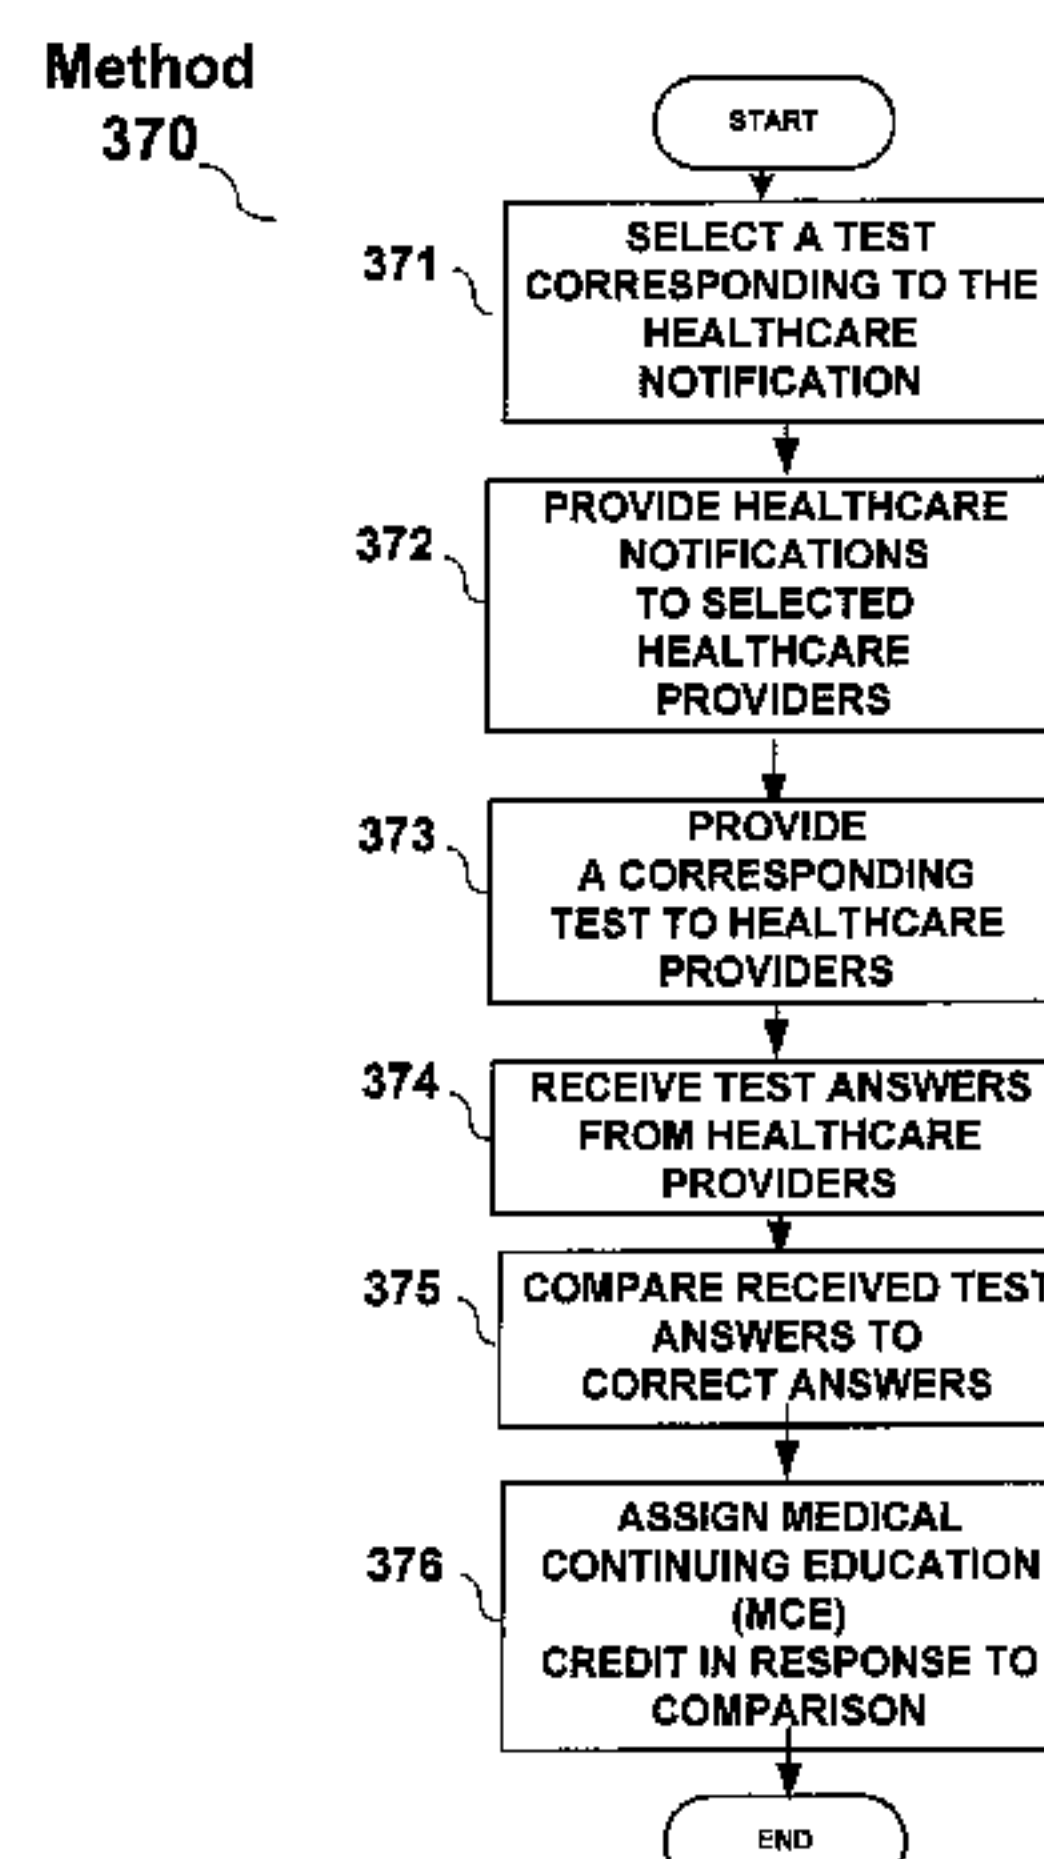 Method
370
START
371
SELECT A TEST
CORRESPONDING TO THE
HEALTHCARE
NOTIFICATION
372
PROVIDE HEALTHCARE
NOTIFICATIONS
TO SELECTED
HEALTHCARE
PROVIDERS
373
PROVIDE
A CORRESPONDING
TEST TO HEALTHCARE
PROVIDERS
374
RECEIVE TEST ANSWERS
FROM HEALTHCARE
PROVIDERS
375
COMPARE RECEIVED TEST
ANSWERS TO
CORRECT ANSWERS
376
ASSIGN MEDICAL
CONTINUING EDUCATION
(MCE)
CREDIT IN RESPONSE TO
COMPARISON
END